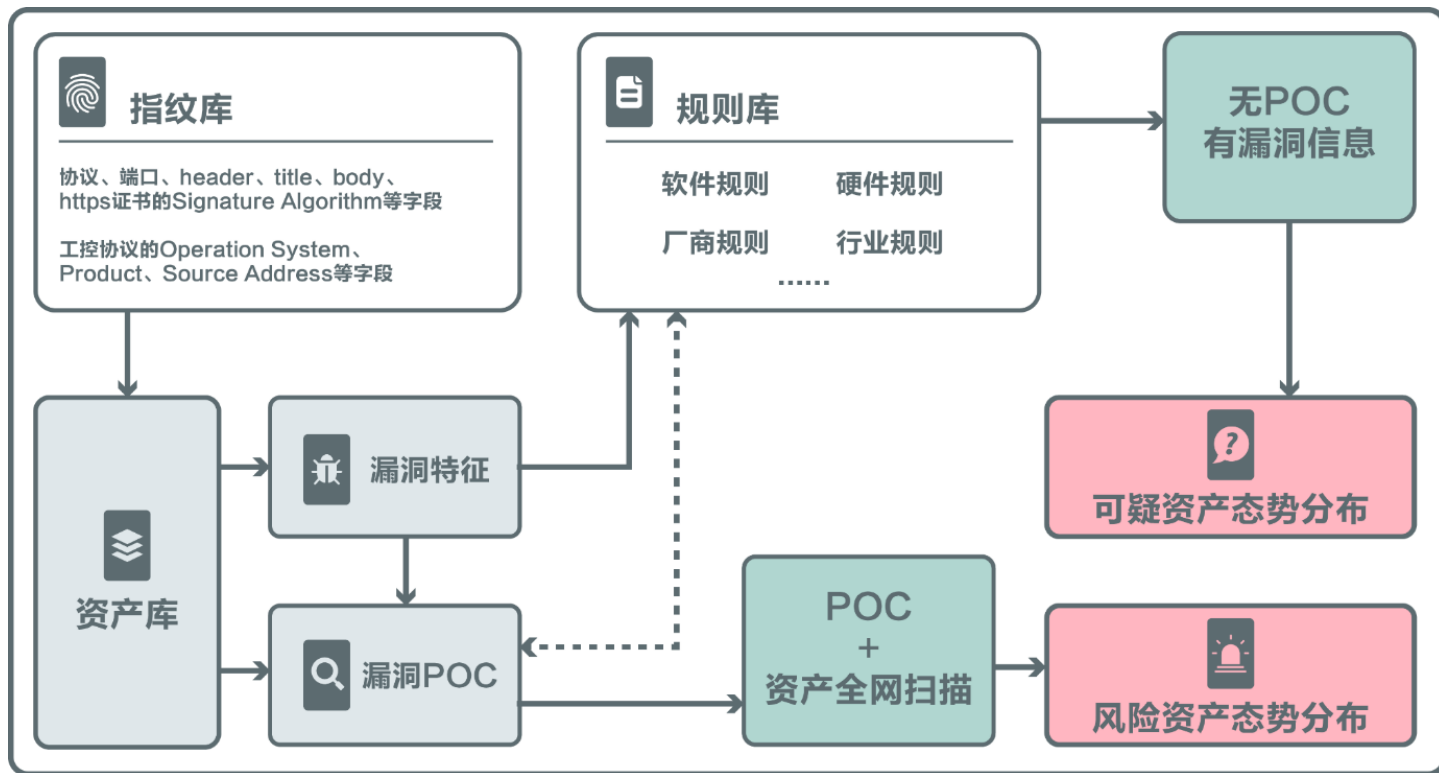 指纹库
协议、端口、header、title、body、
https证书的Signature Algorithm等字段
工控协议的Operation System、
Product、Source Address等字段
规则库
软件规则 硬件规则
厂商规则 行业规则
......
无POC
有漏洞信息
资产库
漏洞特征
漏洞POC
POC
+
资产全网扫描
?
可疑资产态势分布
风险资产态势分布